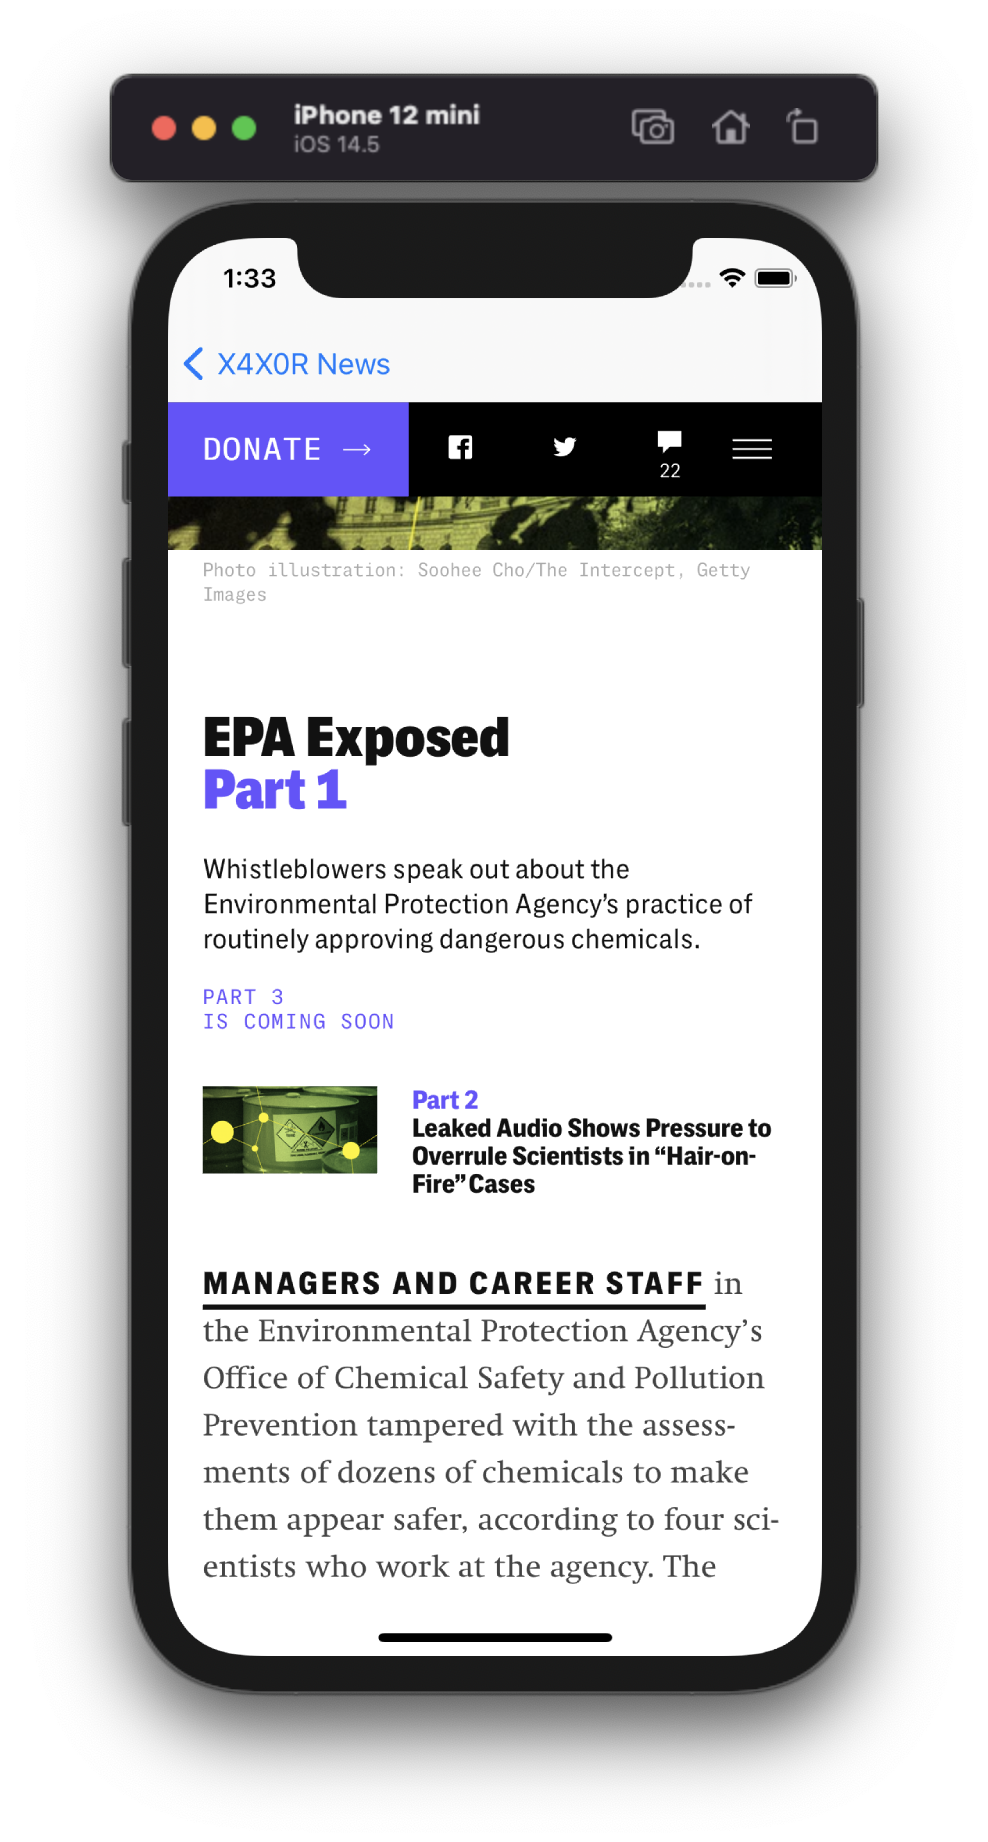 iPhone 12 mini
iOS 14.5
1:33
X4X0R News
DONATE →
22
Photo illustration: Soohee Cho/The Intercept, Getty
Images
EPA Exposed
Part 1
Whistleblowers speak out about the
Environmental Protection Agency’s practice of
routinely approving dangerous chemicals.
PART 3
IS COMING SOON
Part 2
Leaked Audio Shows Pressure to
Overrule Scientists in “Hair-on-
Fire” Cases
MANAGERS AND CAREER STAFF in
the Environmental Protection Agency’s
Office of Chemical Safety and Pollution
Prevention tampered with the assess-
ments of dozens of chemicals to make
them appear safer, according to four sci-
entists who work at the agency. The